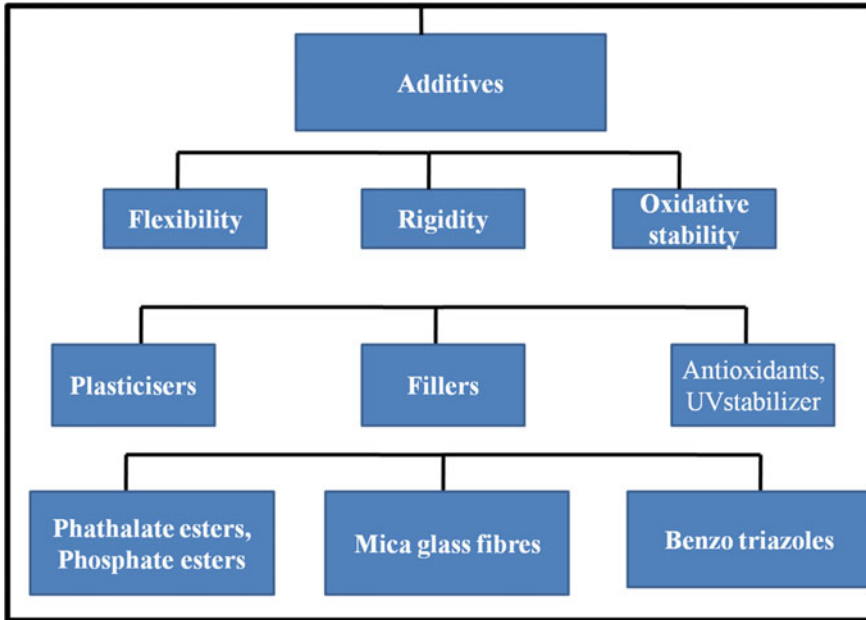 Additives
Flexibility
Rigidity
Oxidative
stability
Plasticisers
Fillers
Antioxidants,
UVstabilizer
Phathalate esters,
Phosphate esters
Mica glass fibres
Benzo triazoles